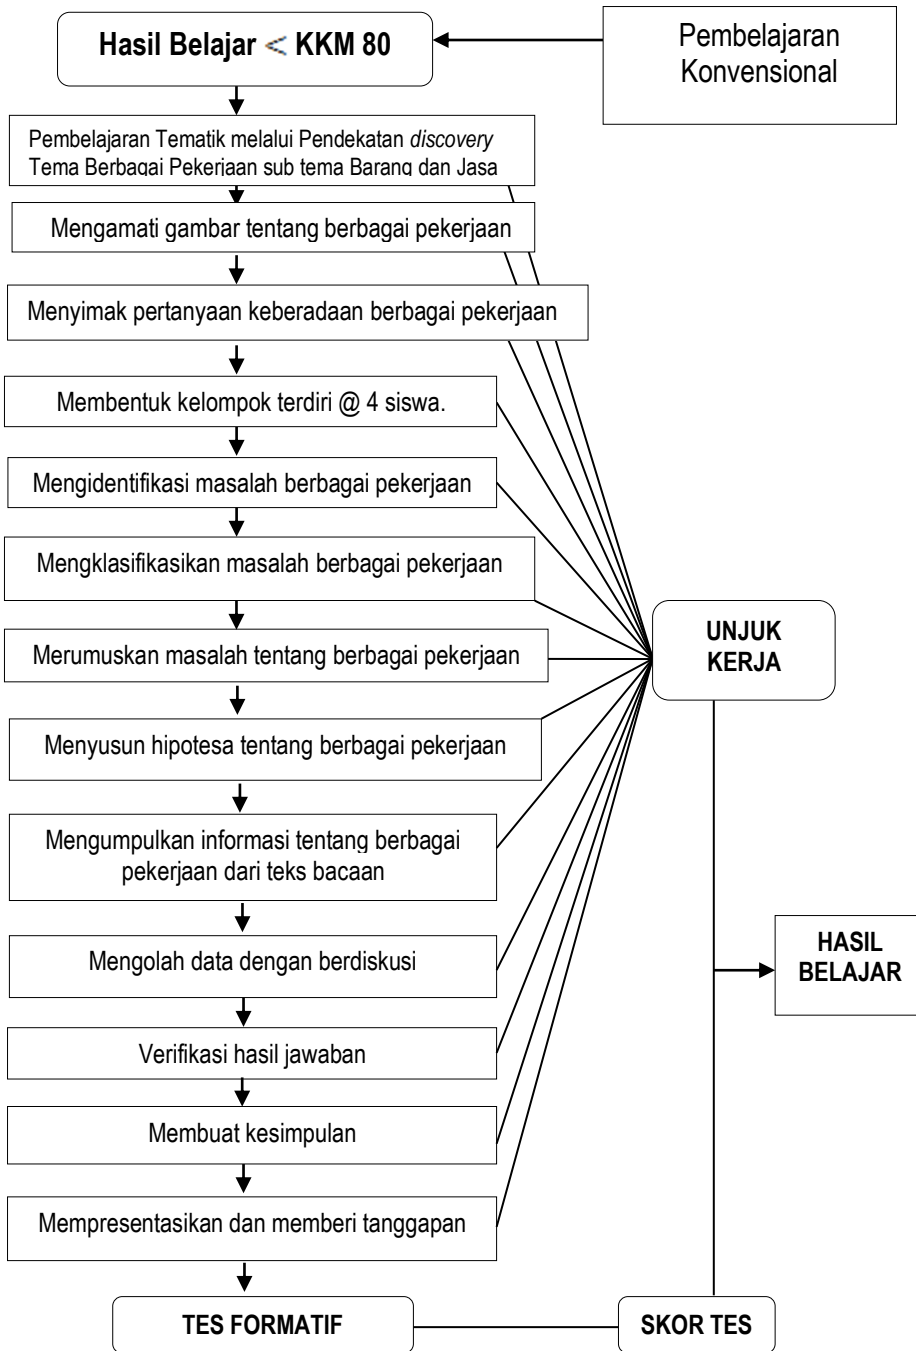 Hasil Belajar < KKM 80
Pembelajaran
Konvensional
Pembelajaran Tematik melalui Pendekatan discovery
Tema Berbagai Pekerjaan sub tema Barang dan Jasa
Mengamati gambar tentang berbagai pekerjaan
Menyimak pertanyaan keberadaan berbagai pekerjaan
Membentuk kelompok terdiri @ 4 siswa.
Mengidentifikasi masalah berbagai pekerjaan
Mengklasifikasikan masalah berbagai pekerjaan
Merumuskan masalah tentang berbagai pekerjaan
Menyusun hipotesa tentang berbagai pekerjaan
Mengumpulkan informasi tentang berbagai
pekerjaan dari teks bacaan
Mengolah data dengan berdiskusi
Verifikasi hasil jawaban
Membuat kesimpulan
Mempresentasikan dan memberi tanggapan
TES FORMATIF
SKOR TES
UNJUK
KERJA
HASIL
BELAJAR